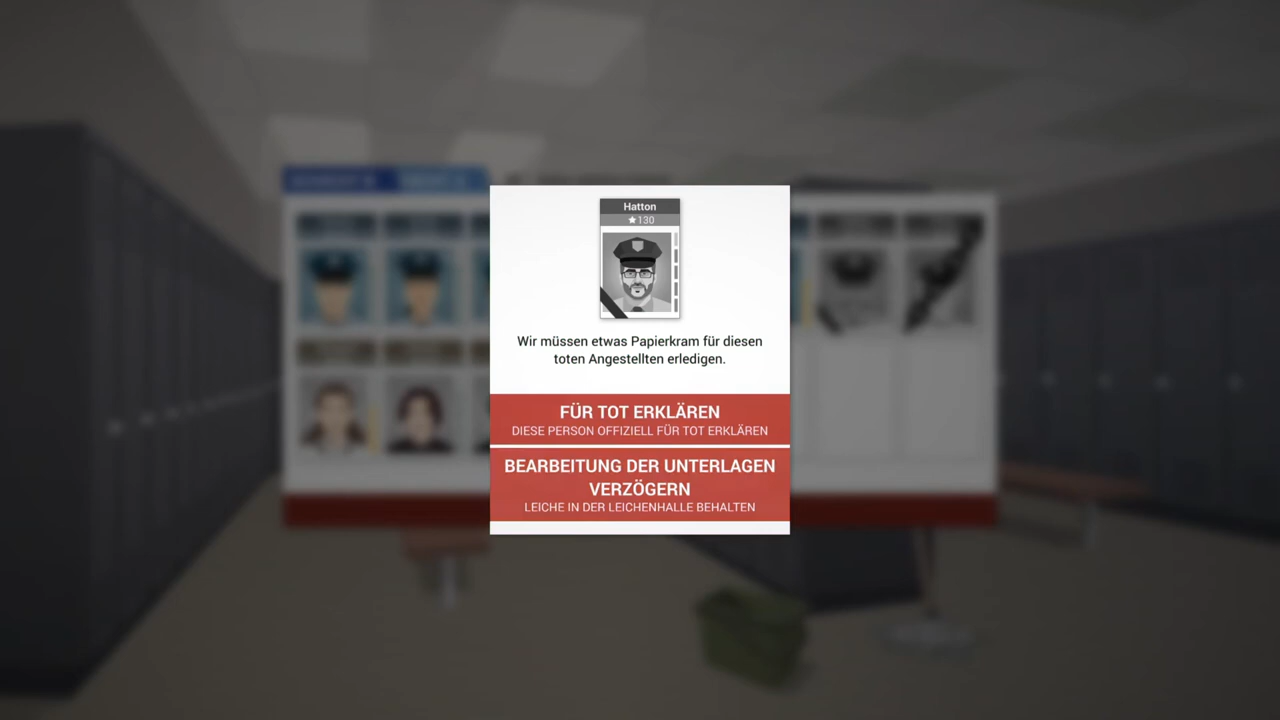 Hatton
★130
Wir müssen etwas Papierkram für diesen
toten Angestellten erledigen.
FÜR TOT ERKLÄREN
DIESE PERSON OFFIZIELL FÜR TOT ERKLÄREN
BEARBEITUNG DER UNTERLAGEN
VERZÖGERN
LEICHE IN DER LEICHENHALLE BEHALTEN